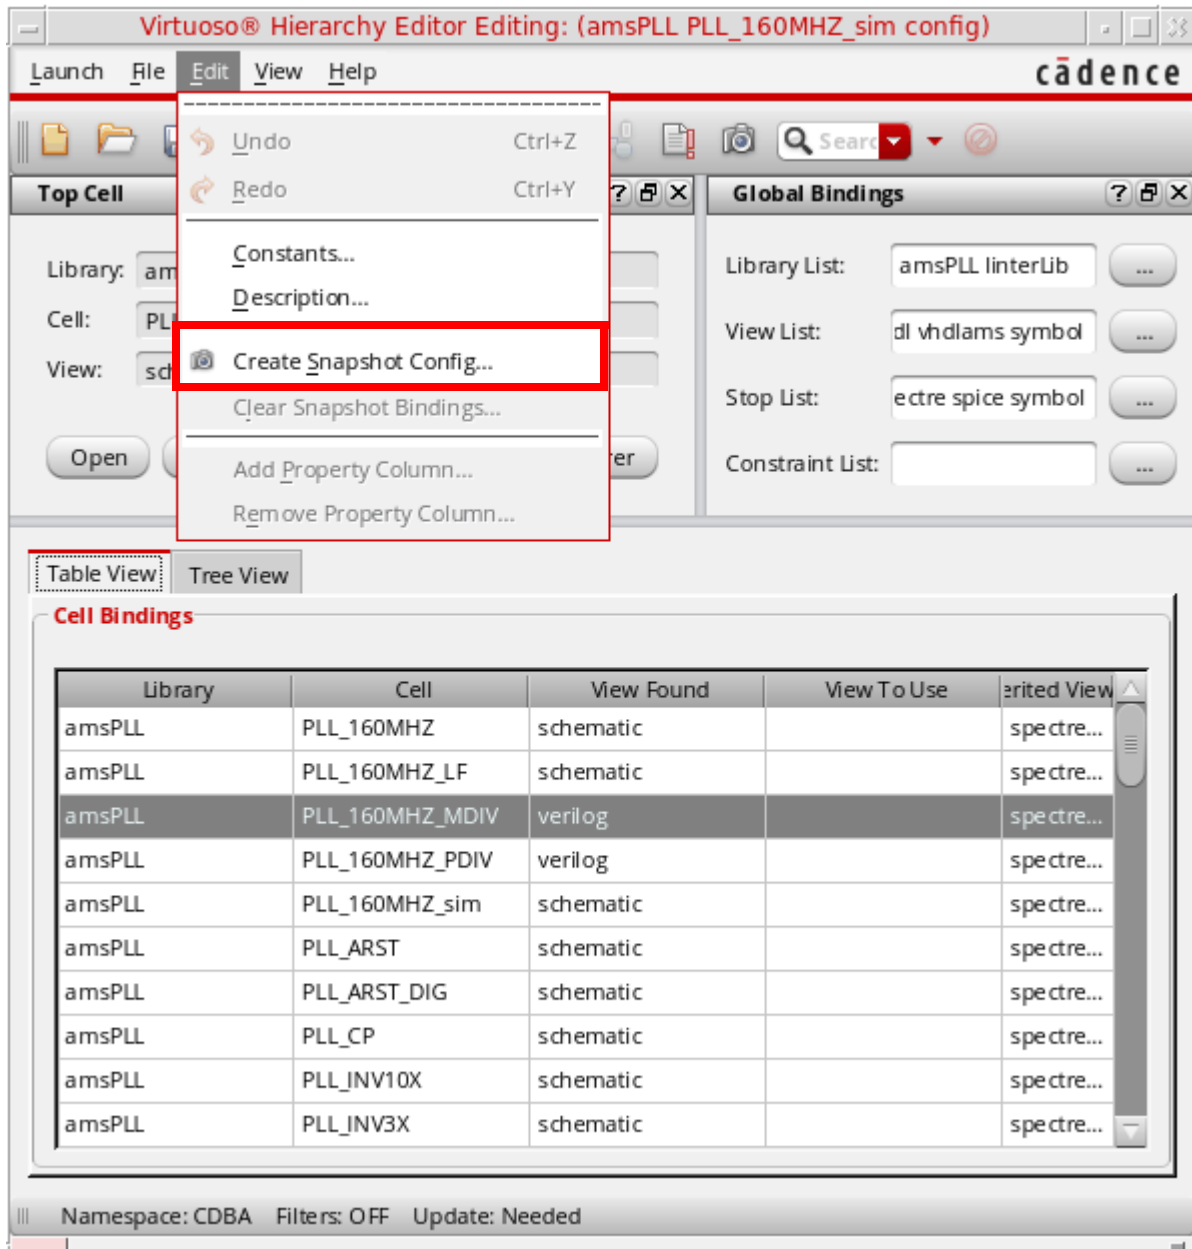 Virtuoso® Hierarchy Editor Editing: (amsPLL PLL_160MHZ_sim config)
Launch File Edit View Help
cādence
Undo Ctrl+Z
Searc
Redo Ctrl+Y
Top Cell
Global Bindings
Constants...
Description...
Create Snapshot Config...
Clear Snapshot Bindings...
Add Property Column...
Remove Property Column...
Library: am
Cell: PL
View: sc
Open
er
Library List: amsPLL linterLib ...
View List: dl vhdlams symbol ...
Stop List: ectre spice symbol ...
Constraint List: ...
Table View Tree View
Cell Bindings
Library Cell View Found View To Use erited View
amsPLL PLL_160MHZ schematic spectre...
amsPLL PLL_160MHZ_LF schematic spectre...
amsPLL PLL_160MHZ_MDIV verilog spectre...
amsPLL PLL_160MHZ_PDIV verilog spectre...
amsPLL PLL_160MHZ_sim schematic spectre...
amsPLL PLL_ARST schematic spectre...
amsPLL PLL_ARST_DIG schematic spectre...
amsPLL PLL_CP schematic spectre...
amsPLL PLL_INV10X schematic spectre...
amsPLL PLL_INV3X schematic spectre...
Namespace: CDBA Filters: OFF Update: Needed